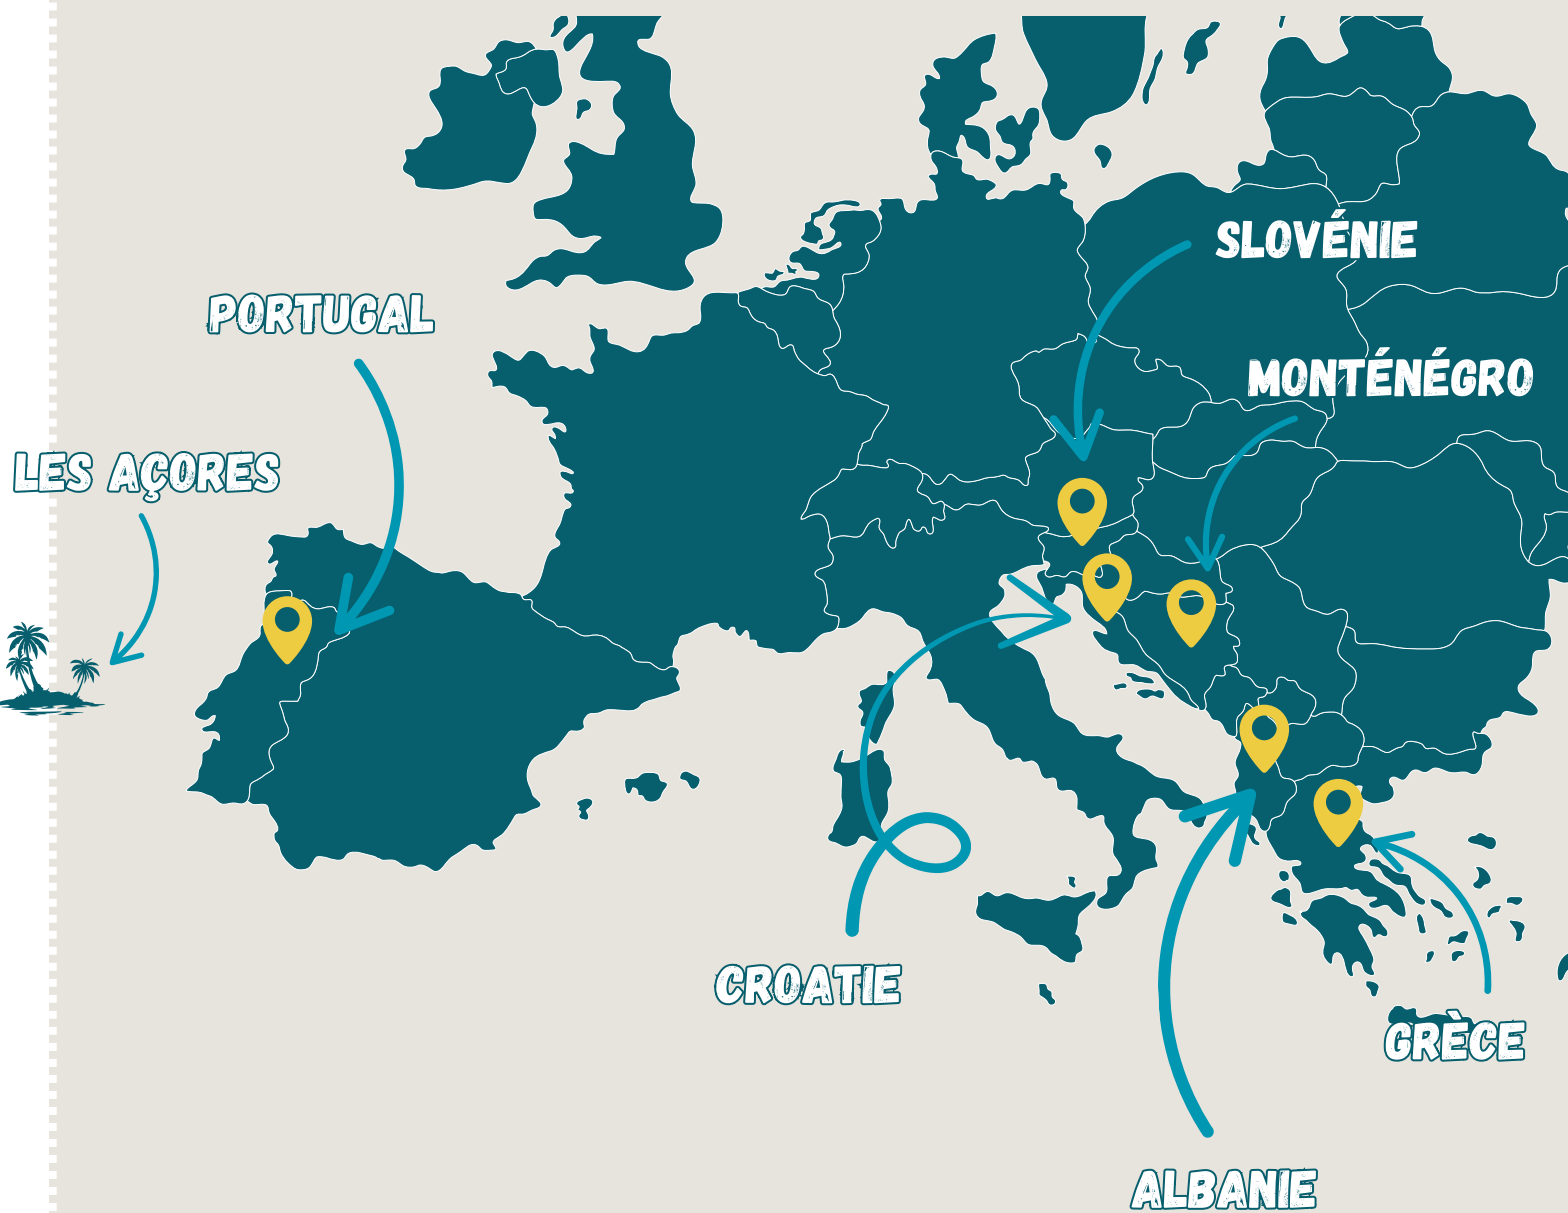 SLOVÉNIE
PORTUGAL
MONTÉNÉGRO
LES AÇORES
CROATIE
GRÈCE
ALBANIE